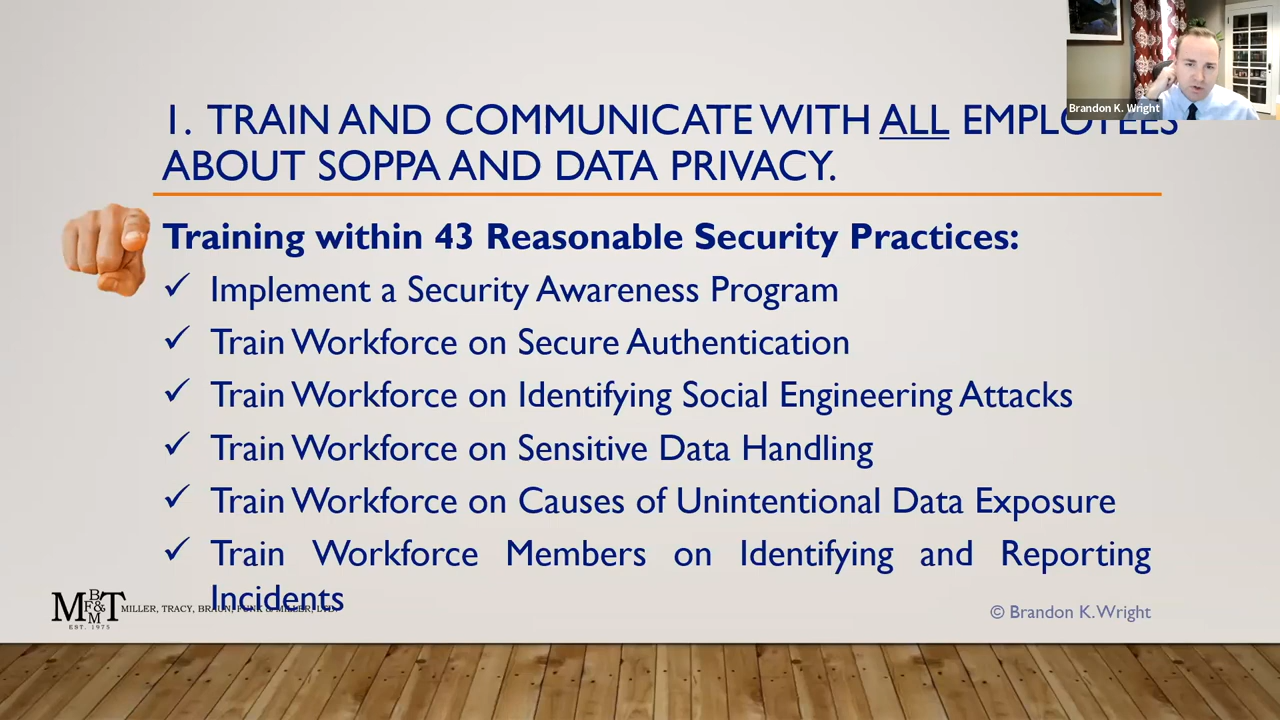 1. TRAIN AND COMMUNICATE WITH ALL EMPLOYEES
ABOUT SOPPA AND DATA PRIVACY.
Brandon K. Wright
Training within 43 Reasonable Security Practices:
✓ Implement a Security Awareness Program
✓ Train Workforce on Secure Authentication
✓ Train Workforce on Identifying Social Engineering Attacks
✓ Train Workforce on Sensitive Data Handling
✓ Train Workforce on Causes of Unintentional Data Exposure
✓ Train Workforce Members on Identifying and Reporting
Incidents
MBF&MT
EST. 1975
MILLER, TRACY, BRAUN, FUNK & MILLER, LTD.
© Brandon K. Wright